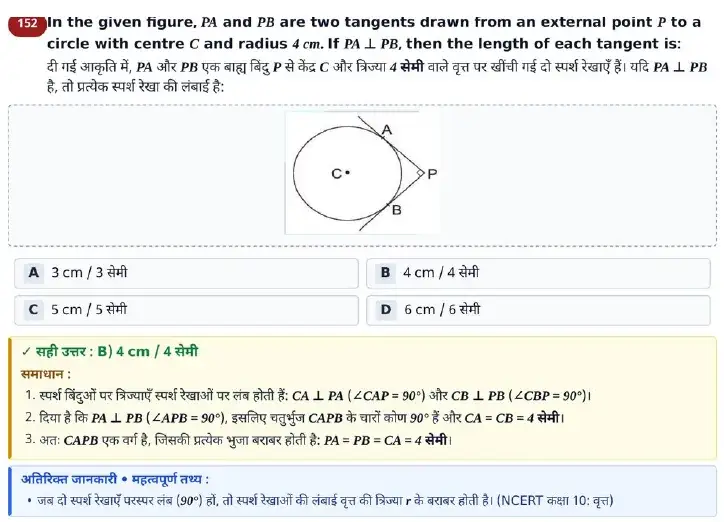 152 In the given figure, PA and PB are two tangents drawn from an external point P to a
circle with centre C and radius 4 cm. If PA ⊥ PB, then the length of each tangent is:
दी गई आकृति में, PA और PB एक बाह्य बिंदु P से केंद्र C और त्रिज्या 4 सेमी वाले वृत्त पर खींची गई दो स्पर्श रेखाएँ हैं। यदि PA ⊥ PB
है, तो प्रत्येक स्पर्श रेखा की लंबाई है:
A
C
P
B
A 3 cm / 3 सेमी
B 4 cm / 4 सेमी
C 5 cm / 5 सेमी
D 6 cm / 6 सेमी
✓ सही उत्तर : B) 4 cm / 4 सेमी
समाधान :
1. स्पर्श बिंदुओं पर त्रिज्याएँ स्पर्श रेखाओं पर लंब होती हैं: CA ⊥ PA (∠CAP = 90°) और CB ⊥ PB (∠CBP = 90°)।
2. दिया है कि PA ⊥ PB (∠APB = 90°), इसलिए चतुर्भुज CAPB के चारों कोण 90° हैं और CA = CB = 4 सेमी।
3. अतः CAPB एक वर्ग है, जिसकी प्रत्येक भुजा बराबर होती है: PA = PB = CA = 4 सेमी।
अतिरिक्त जानकारी • महत्वपूर्ण तथ्य :
• जब दो स्पर्श रेखाएँ परस्पर लंब (90°) हों, तो स्पर्श रेखाओं की लंबाई वृत्त की त्रिज्या r के बराबर होती है। (NCERT कक्षा 10: वृत्त)